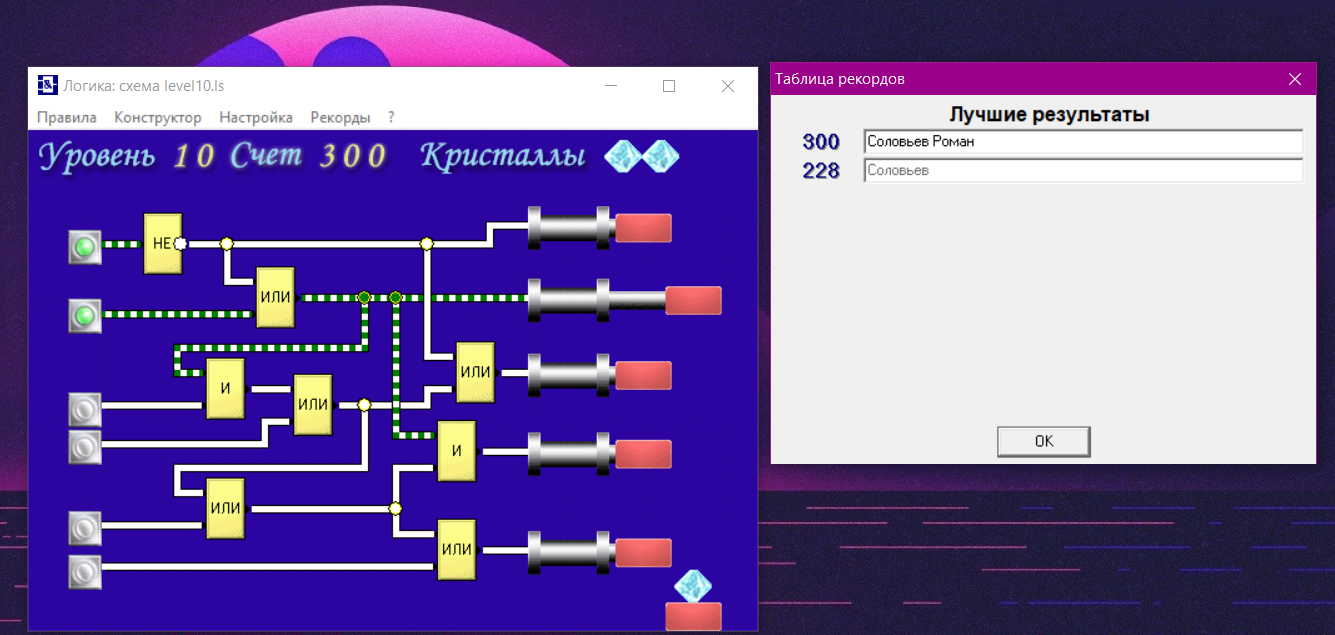 Логика: схема level10.ls
Правила Конструктор Настройка Рекорды ?
Уровень 10 Счет 300 Кристаллы
НЕ
ИЛИ
ИЛИ
И
ИЛИ
И
ИЛИ
ИЛИ
Таблица рекордов
Лучшие результаты
300 Соловьев Роман
228 Соловьев
OK